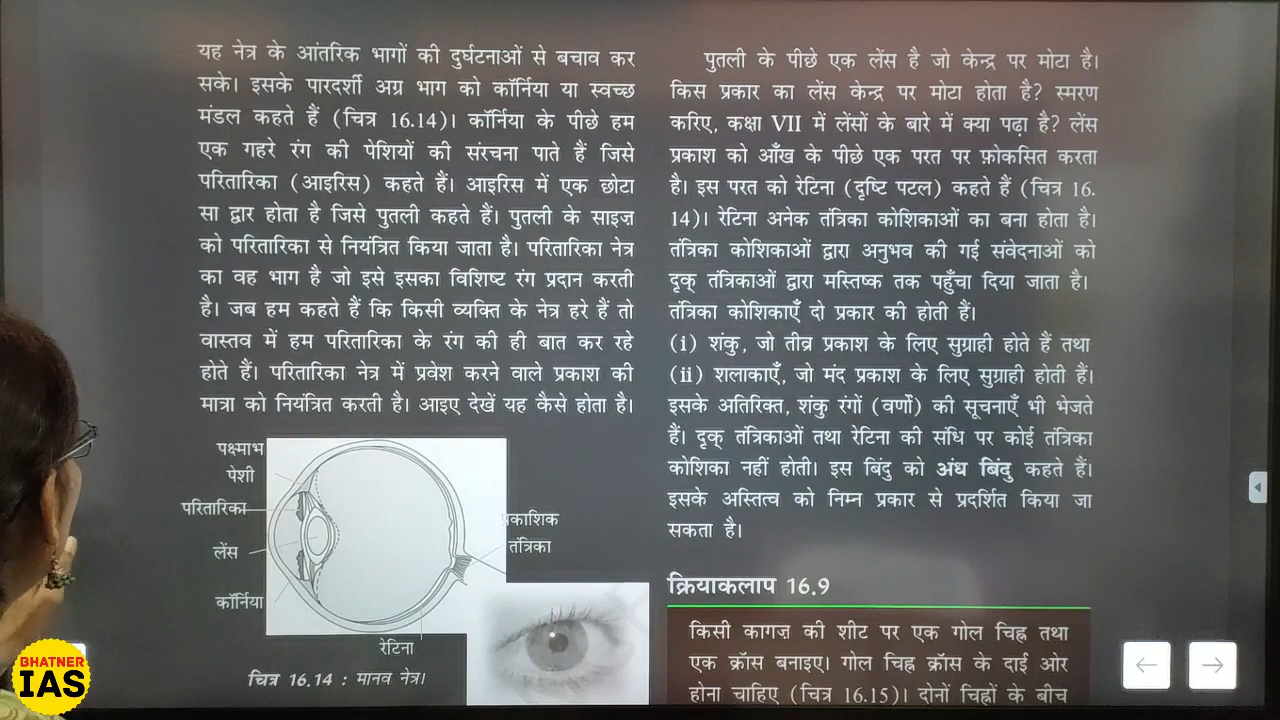 यह नेत्र के आंतरिक भागों की दुर्घटनाओं से बचाव कर
सके। इसके पारदर्शी अग्र भाग को कॉर्निया या स्वच्छ
मंडल कहते हैं (चित्र 16.14)। कॉर्निया के पीछे हम
एक गहरे रंग की पेशियों की संरचना पाते हैं जिसे
परितारिका (आइरिस) कहते हैं। आइरिस में एक छोटा
सा द्वार होता है जिसे पुतली कहते हैं। पुतली के साइज़
को परितारिका से नियंत्रित किया जाता है। परितारिका नेत्र
का वह भाग है जो इसे इसका विशिष्ट रंग प्रदान करती
है। जब हम कहते हैं कि किसी व्यक्ति के नेत्र हरे हैं तो
वास्तव में हम परितारिका के रंग की ही बात कर रहे
होते हैं। परितारिका नेत्र में प्रवेश करने वाले प्रकाश की
मात्रा को नियंत्रित करती है। आइए देखें यह कैसे होता है।
पक्ष्माभ
पेशी
परितारिका
लेंस
कॉर्निया
प्रकाशिक
तंत्रिका
रेटिना
चित्र 16.14 : मानव नेत्र।
पुतली के पीछे एक लेंस है जो केन्द्र पर मोटा है।
किस प्रकार का लेंस केन्द्र पर मोटा होता है? स्मरण
करिए, कक्षा VII में लेंसों के बारे में क्या पढ़ा है? लेंस
प्रकाश को आँख के पीछे एक परत पर फ़ोकसित करता
है। इस परत को रेटिना (दृष्टि पटल) कहते हैं (चित्र 16.
14)। रेटिना अनेक तंत्रिका कोशिकाओं का बना होता है।
तंत्रिका कोशिकाओं द्वारा अनुभव की गई संवेदनाओं को
दृक् तंत्रिकाओं द्वारा मस्तिष्क तक पहुँचा दिया जाता है।
तंत्रिका कोशिकाएँ दो प्रकार की होती हैं।
(i) शंकु, जो तीव्र प्रकाश के लिए सुग्राही होते हैं तथा
(ii) शलाकाएँ, जो मंद प्रकाश के लिए सुग्राही होती हैं।
इसके अतिरिक्त, शंकु रंगों (वर्णो) की सूचनाएँ भी भेजते
हैं। दृक् तंत्रिकाओं तथा रेटिना की संधि पर कोई तंत्रिका
कोशिका नहीं होती। इस बिंदु को अंध बिंदु कहते हैं।
इसके अस्तित्व को निम्न प्रकार से प्रदर्शित किया जा
सकता है।
क्रियाकलाप 16.9
किसी कागज की शीट पर एक गोल चिह्न तथा
एक क्रॉस बनाइए। गोल चिह्न क्रॉस के दाईं ओर
होना चाहिए (चित्र 16.15)। दोनों चिह्नों के बीच
BHATNER
IAS